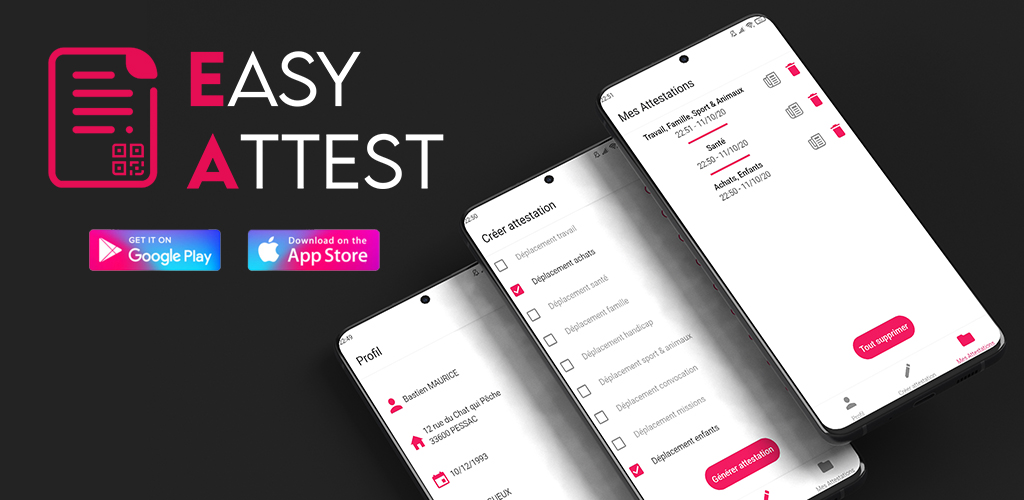 EASY
ATTEST
GET IT ON
Google Play
Download on the
App Store
22:49
Profil
Bastien MAURICE
12 rue du Chat qui Pêche
33600 PESSAC
10/12/1993
22:50
Créer attestation
Déplacement travail
Déplacement achats
Déplacement santé
Déplacement famille
Déplacement handicap
Déplacement sport & animaux
Déplacement convocation
Déplacement missions
Déplacement enfants
Générer attestation
Mes Attestations
22:51
Mes Attestations
Travail, Famille, Sport & Animaux
22:51 - 11/10/20
Santé
22:50 - 11/10/20
Achats, Enfants
22:50 - 11/10/20
Tout supprimer
Profil
Créer attestation
Mes Attestations